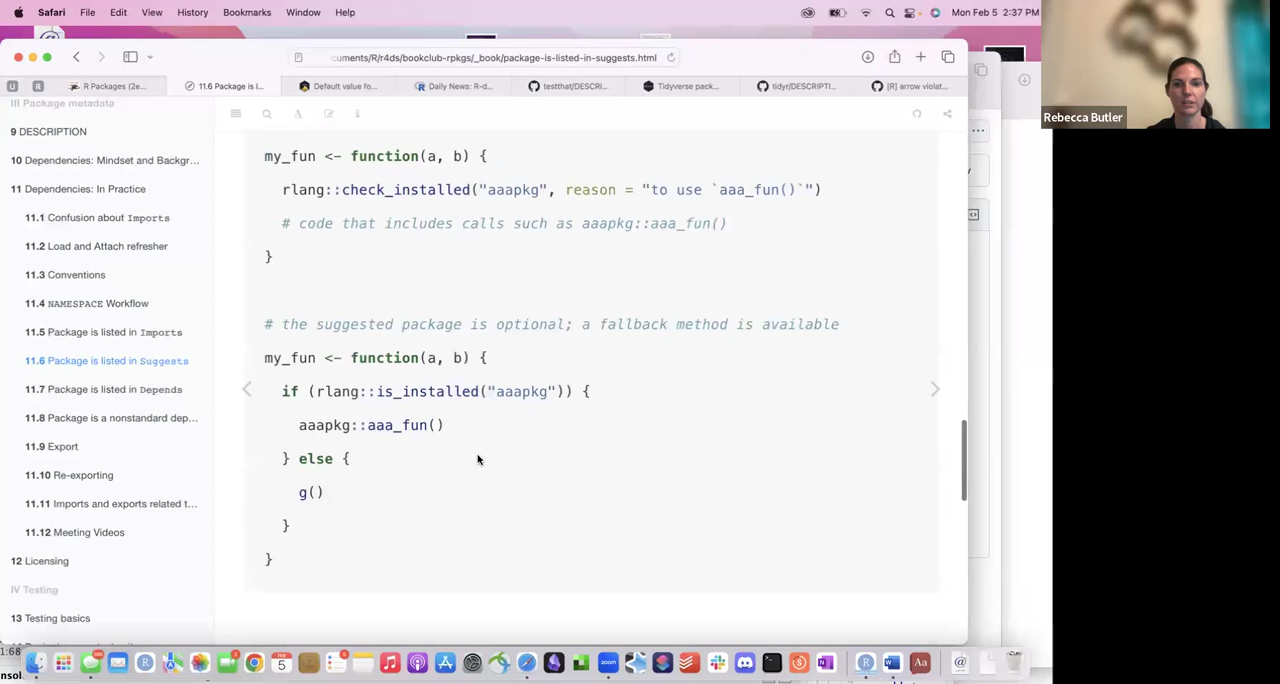 Safari File Edit View History Bookmarks Window Help Mon Feb 5 2:37 PM
Rebecca Butler
cuments/R/r4ds/bookclub-rpkgs/_book/package-is-listed-in-suggests.html
R Packages (2e... 11.6 Package is l... Default value fo... Daily News: R-d... testthat/DESCRI... Tidyverse pack... tidyr/DESCRIPTI... [R] arrow violat...
III Package metadata
9 DESCRIPTION
10 Dependencies: Mindset and Backgr...
11 Dependencies: In Practice
11.1 Confusion about Imports
11.2 Load and Attach refresher
11.3 Conventions
11.4 NAMESPACE Workflow
11.5 Package is listed in Imports
11.6 Package is listed in Suggests
11.7 Package is listed in Depends
11.8 Package is a nonstandard dep...
11.9 Export
11.10 Re-exporting
11.11 Imports and exports related t...
11.12 Meeting Videos
12 Licensing
IV Testing
13 Testing basics
my_fun <- function(a, b) {
rlang::check_installed("aaapkg", reason = "to use `aaa_fun()`")
# code that includes calls such as aaapkg::aaa_fun()
}
# the suggested package is optional; a fallback method is available
my_fun <- function(a, b) {
if (rlang::is_installed("aaapkg")) {
aaapkg::aaa_fun()
} else {
g()
}
}